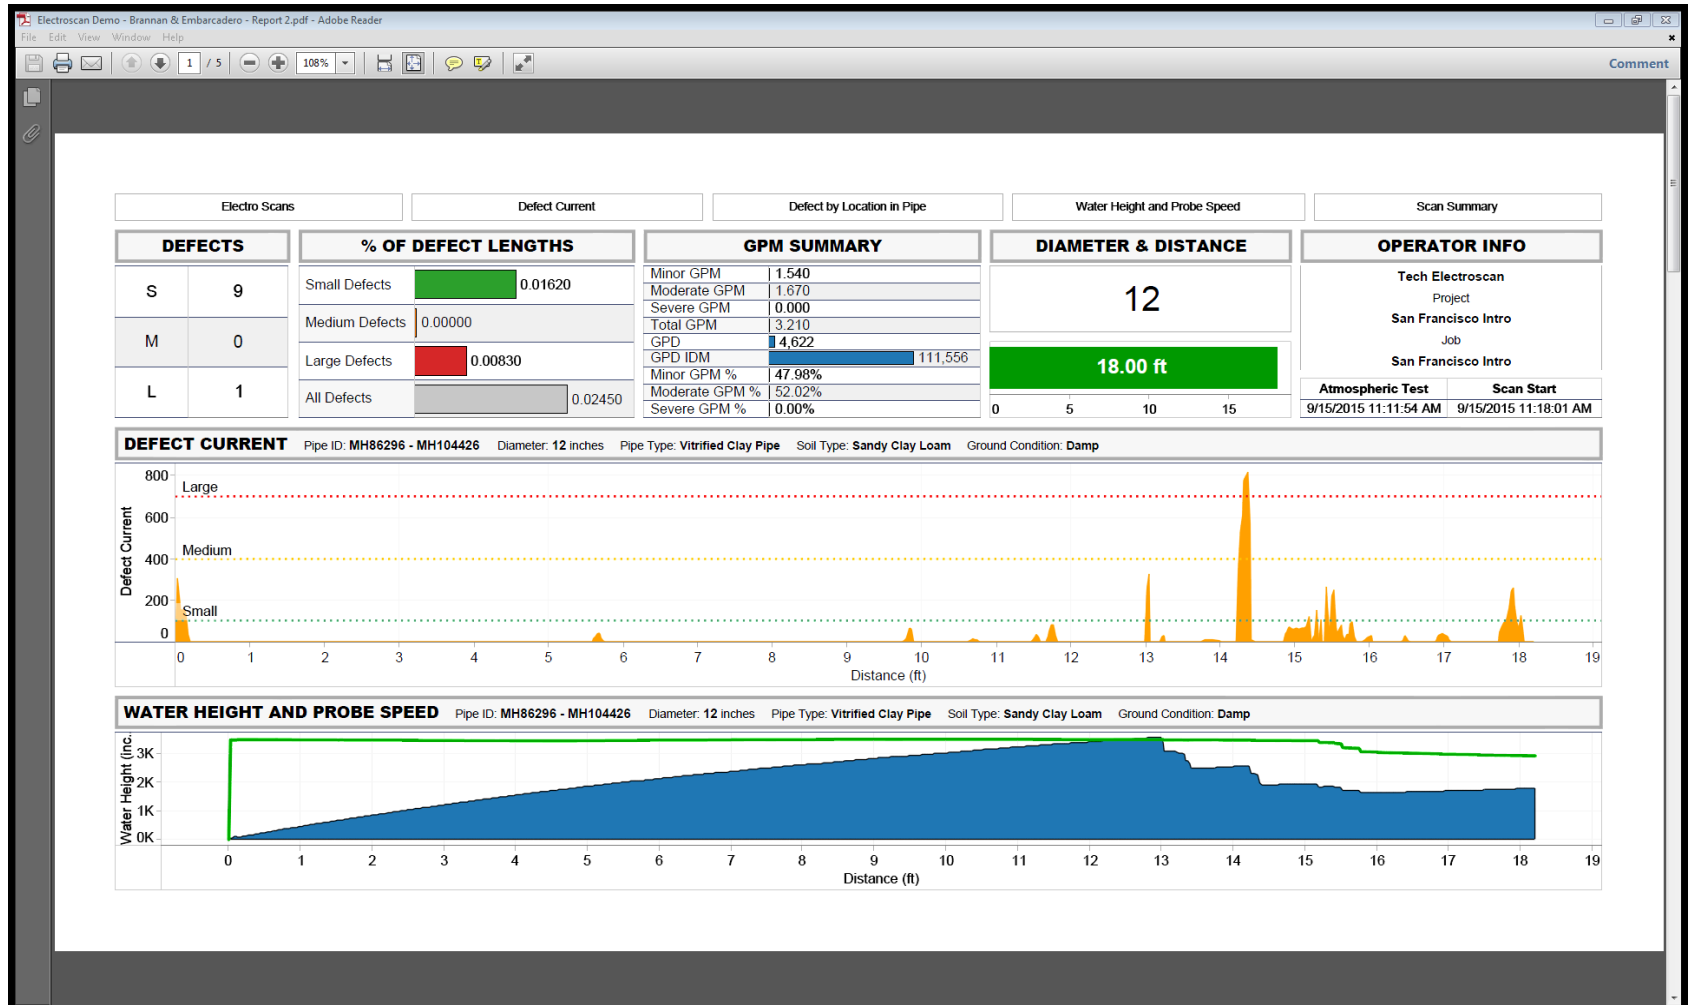 Electroscan Demo - Brannan & Embarcadero - Report 2.pdf - Adobe Reader
File Edit View Window Help
1 / 5 108% Comment
Electro Scans Defect Current Defect by Location in Pipe Water Height and Probe Speed Scan Summary
DEFECTS
S 9
M 0
L 1
% OF DEFECT LENGTHS
Small Defects 0.01620
Medium Defects 0.00000
Large Defects 0.00830
All Defects 0.02450
GPM SUMMARY
Minor GPM 1.540
Moderate GPM 1.670
Severe GPM 0.000
Total GPM 3.210
GPD 4,622
GPD IDM 111,556
Minor GPM % 47.98%
Moderate GPM % 52.02%
Severe GPM % 0.00%
DIAMETER & DISTANCE
12
18.00 ft
0 5 10 15
OPERATOR INFO
Tech Electroscan
Project
San Francisco Intro
Job
San Francisco Intro
Atmospheric Test Scan Start
9/15/2015 11:11:54 AM 9/15/2015 11:18:01 AM
DEFECT CURRENT Pipe ID: MH86296 - MH104426 Diameter: 12 inches Pipe Type: Vitrified Clay Pipe Soil Type: Sandy Clay Loam Ground Condition: Damp
Defect Current
800
Large
600
Medium
400
200
Small
0
0 1 2 3 4 5 6 7 8 9 10 11 12 13 14 15 16 17 18 19
Distance (ft)
WATER HEIGHT AND PROBE SPEED Pipe ID: MH86296 - MH104426 Diameter: 12 inches Pipe Type: Vitrified Clay Pipe Soil Type: Sandy Clay Loam Ground Condition: Damp
Water Height (inc.
3K
2K
1K
0K
0 1 2 3 4 5 6 7 8 9 10 11 12 13 14 15 16 17 18 19
Distance (ft)